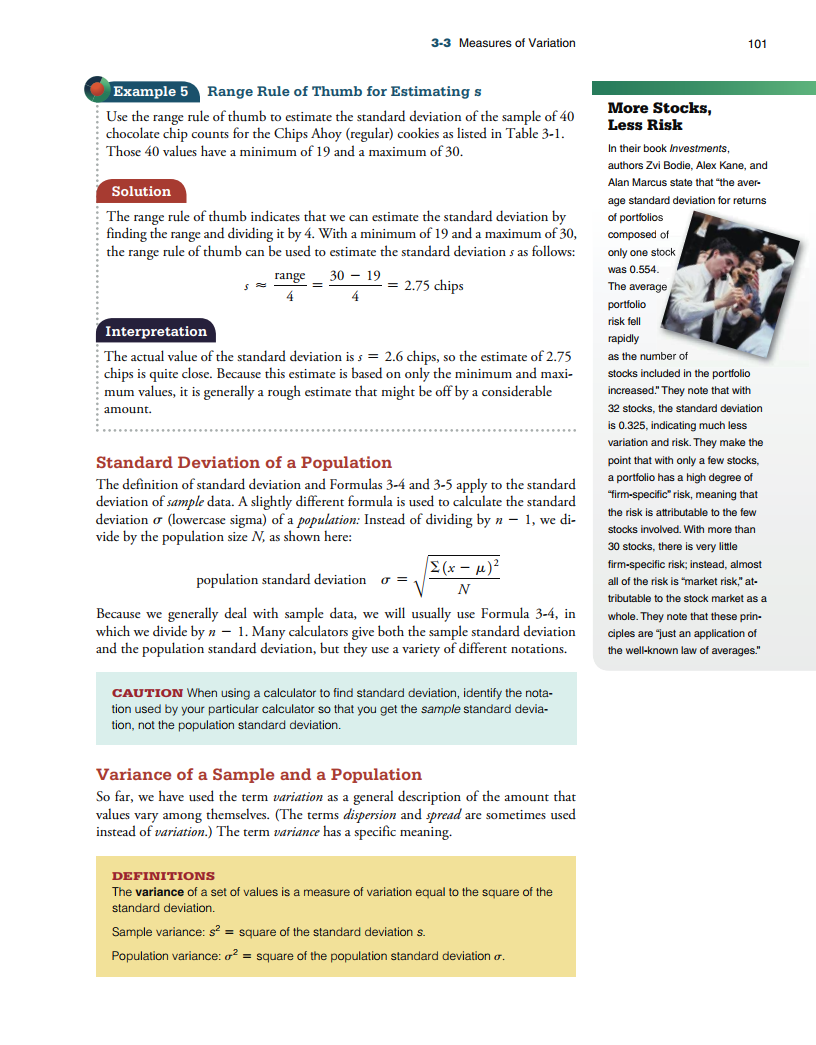 3-3 Measures of Variation 101
Example 5 Range Rule of Thumb for Estimating s
Use the range rule of thumb to estimate the standard deviation of the sample of 40
chocolate chip counts for the Chips Ahoy (regular) cookies as listed in Table 3-1.
Those 40 values have a minimum of 19 and a maximum of 30.
Solution
The range rule of thumb indicates that we can estimate the standard deviation by
finding the range and dividing it by 4. With a minimum of 19 and a maximum of 30,
the range rule of thumb can be used to estimate the standard deviation s as follows:
s ≈ range/4 = (30 − 19)/4 = 2.75 chips
Interpretation
The actual value of the standard deviation is s = 2.6 chips, so the estimate of 2.75
chips is quite close. Because this estimate is based on only the minimum and maxi-
mum values, it is generally a rough estimate that might be off by a considerable
amount.
Standard Deviation of a Population
The definition of standard deviation and Formulas 3-4 and 3-5 apply to the standard
deviation of sample data. A slightly different formula is used to calculate the standard
deviation σ (lowercase sigma) of a population: Instead of dividing by n − 1, we di-
vide by the population size N, as shown here:
population standard deviation σ = √(Σ(x − μ)²/N)
Because we generally deal with sample data, we will usually use Formula 3-4, in
which we divide by n − 1. Many calculators give both the sample standard deviation
and the population standard deviation, but they use a variety of different notations.
CAUTION When using a calculator to find standard deviation, identify the nota-
tion used by your particular calculator so that you get the sample standard devia-
tion, not the population standard deviation.
Variance of a Sample and a Population
So far, we have used the term variation as a general description of the amount that
values vary among themselves. (The terms dispersion and spread are sometimes used
instead of variation.) The term variance has a specific meaning.
DEFINITIONS
The variance of a set of values is a measure of variation equal to the square of the
standard deviation.
Sample variance: s² = square of the standard deviation s.
Population variance: σ² = square of the population standard deviation σ.
More Stocks,
Less Risk
In their book Investments,
authors Zvi Bodie, Alex Kane, and
Alan Marcus state that “the aver-
age standard deviation for returns
of portfolios
composed of
only one stock
was 0.554.
The average
portfolio
risk fell
rapidly
as the number of
stocks included in the portfolio
increased.” They note that with
32 stocks, the standard deviation
is 0.325, indicating much less
variation and risk. They make the
point that with only a few stocks,
a portfolio has a high degree of
“firm-specific” risk, meaning that
the risk is attributable to the few
stocks involved. With more than
30 stocks, there is very little
firm-specific risk; instead, almost
all of the risk is “market risk,” at-
tributable to the stock market as a
whole. They note that these prin-
ciples are “just an application of
the well-known law of averages.”